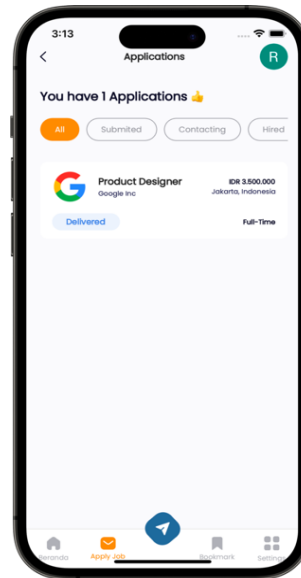 3:13
Applications
R
You have 1 Applications 👍
All
Submited
Contacting
Hired
Product Designer
IDR 3.500.000
Google Inc
Jakarta, Indonesia
Delivered
Full-Time
Beranda
Apply Job
Bookmark
Settings